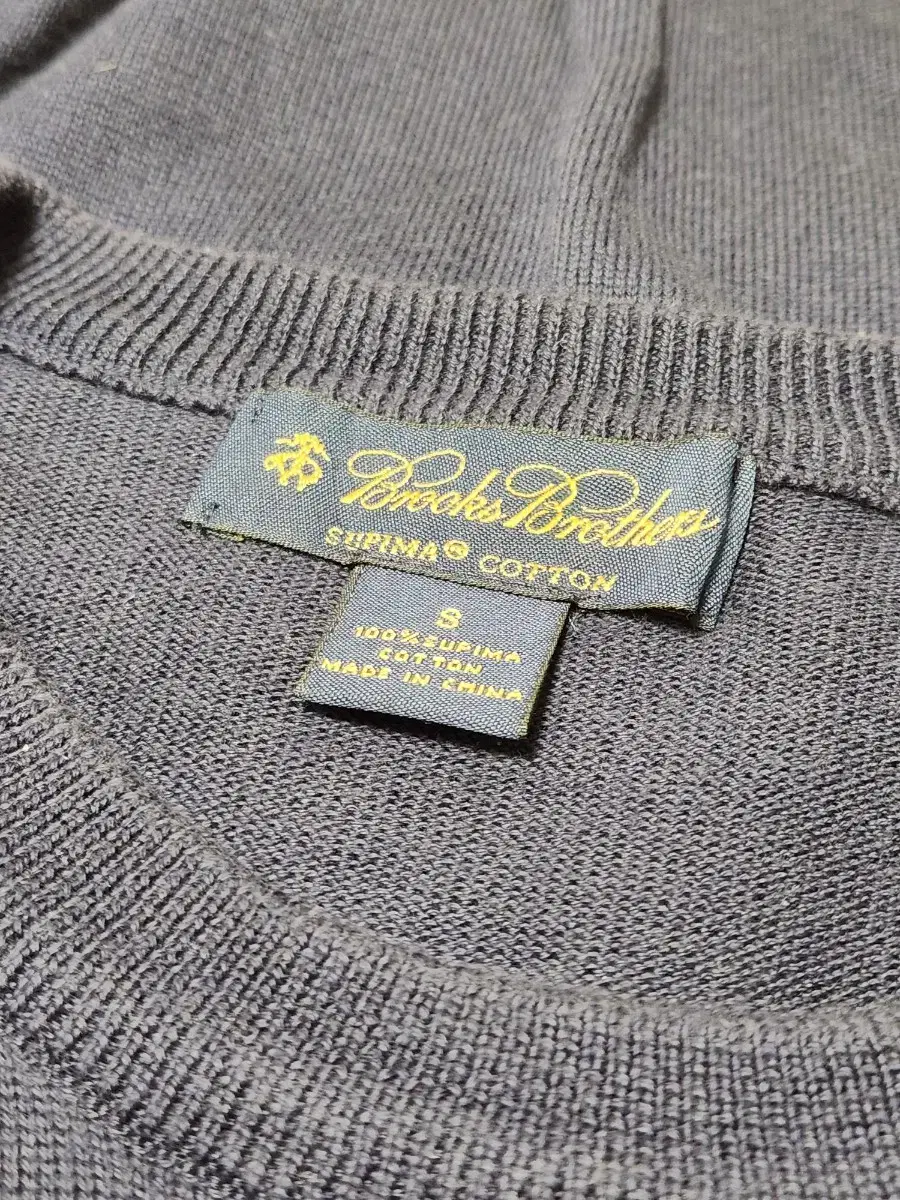 Brooks Brothers
SUPIMA® COTTON
S
100% SUPIMA
COTTON
MADE IN CHINA